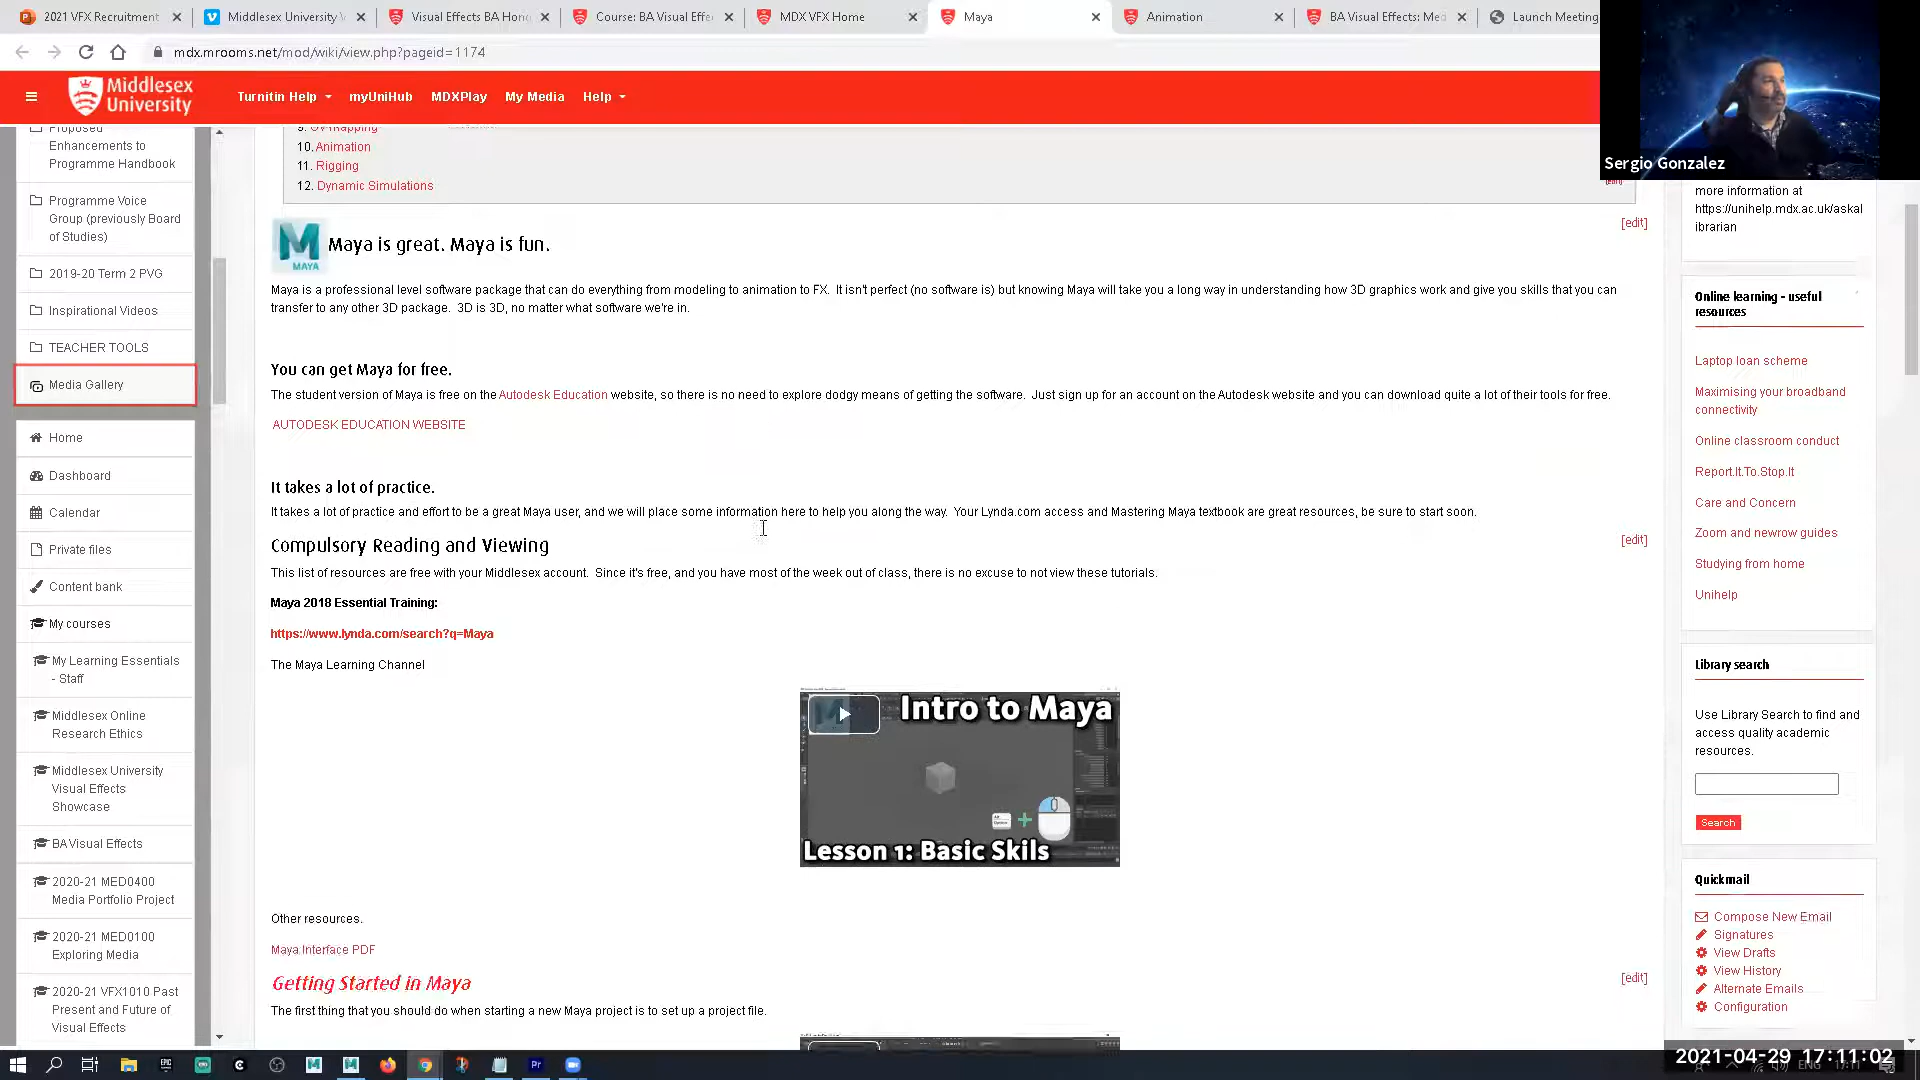 2021 VFX Recruitment
Middlesex University V
Visual Effects BA Hon
Course: BA Visual Effe
MDX VFX Home
Maya
Animation
BA Visual Effects: Med
Launch Meeting
mdx.mrooms.net/mod/wiki/view.php?pageid=1174
Middlesex University
Turnitin Help
myUniHub
MDXPlay
My Media
Help
Sergio Gonzalez
Proposed
Enhancements to
Programme Handbook
Programme Voice
Group (previously Board
of Studies)
2019-20 Term 2 PVG
Inspirational Videos
TEACHER TOOLS
Media Gallery
Home
Dashboard
Calendar
Private files
Content bank
My courses
My Learning Essentials
- Staff
Middlesex Online
Research Ethics
Middlesex University
Visual Effects
Showcase
BA Visual Effects
2020-21 MED0400
Media Portfolio Project
2020-21 MED0100
Exploring Media
2020-21 VFX1010 Past
Present and Future of
Visual Effects
9. UV mapping
10. Animation
11. Rigging
12. Dynamic Simulations
[edit]
MAYA
Maya is great. Maya is fun.
[edit]
Maya is a professional level software package that can do everything from modeling to animation to FX. It isn't perfect (no software is) but knowing Maya will take you a long way in understanding how 3D graphics work and give you skills that you can
transfer to any other 3D package. 3D is 3D, no matter what software we're in.
You can get Maya for free.
The student version of Maya is free on the Autodesk Education website, so there is no need to explore dodgy means of getting the software. Just sign up for an account on the Autodesk website and you can download quite a lot of their tools for free.
AUTODESK EDUCATION WEBSITE
It takes a lot of practice.
It takes a lot of practice and effort to be a great Maya user, and we will place some information here to help you along the way. Your Lynda.com access and Mastering Maya textbook are great resources, be sure to start soon.
Compulsory Reading and Viewing
[edit]
This list of resources are free with your Middlesex account. Since it's free, and you have most of the week out of class, there is no excuse to not view these tutorials.
Maya 2018 Essential Training:
https://www.lynda.com/search?q=Maya
The Maya Learning Channel
Intro to Maya
Lesson 1: Basic Skils
Other resources.
Maya Interface PDF
Getting Started in Maya
[edit]
The first thing that you should do when starting a new Maya project is to set up a project file.
more information at
https://unihelp.mdx.ac.uk/askal
ibrarian
Online learning - useful
resources
Laptop loan scheme
Maximising your broadband
connectivity
Online classroom conduct
Report.It.To.Stop.It
Care and Concern
Zoom and newrow guides
Studying from home
Unihelp
Library search
Use Library Search to find and
access quality academic
resources.
Search
Quickmail
Compose New Email
Signatures
View Drafts
View History
Alternate Emails
Configuration
2021-04-29 17:11:02
ENG
17:11